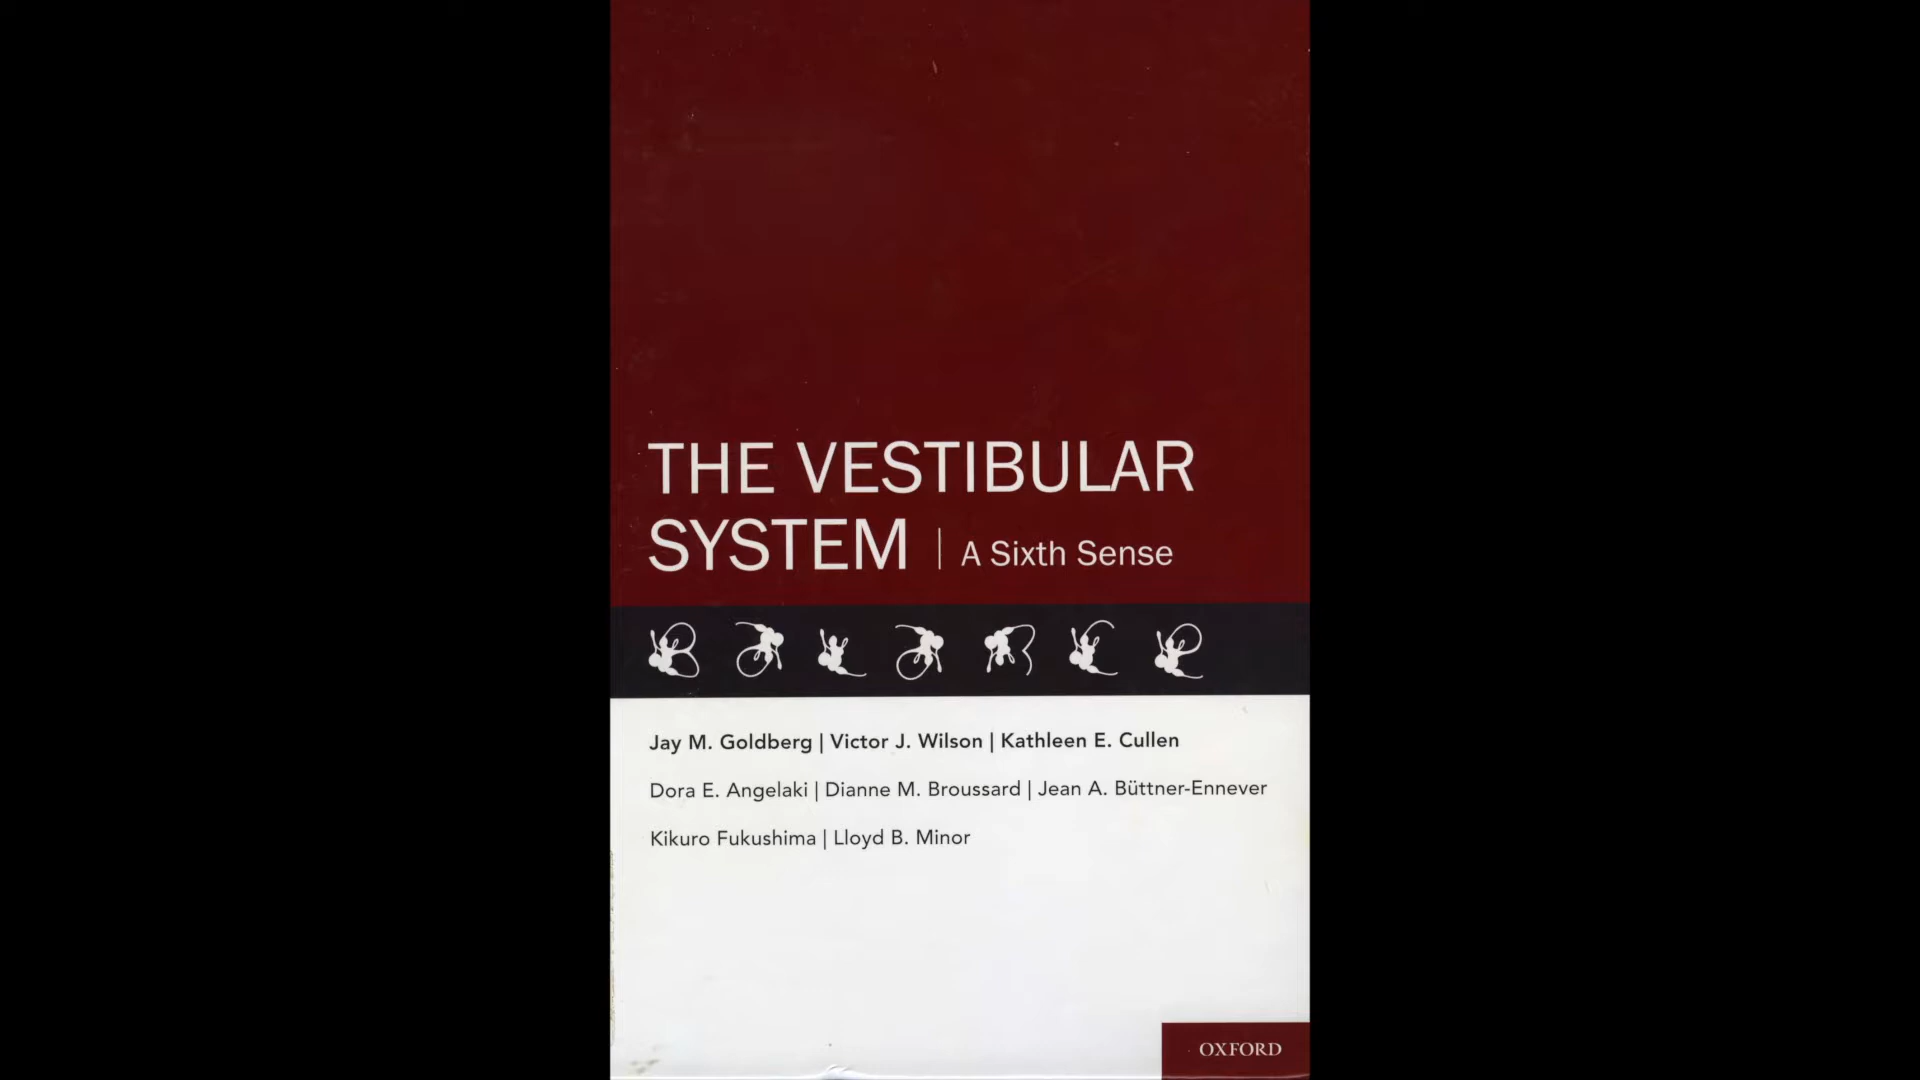 THE VESTIBULAR
SYSTEM | A Sixth Sense
Jay M. Goldberg | Victor J. Wilson | Kathleen E. Cullen
Dora E. Angelaki | Dianne M. Broussard | Jean A. Büttner-Ennever
Kikuro Fukushima | Lloyd B. Minor
OXFORD